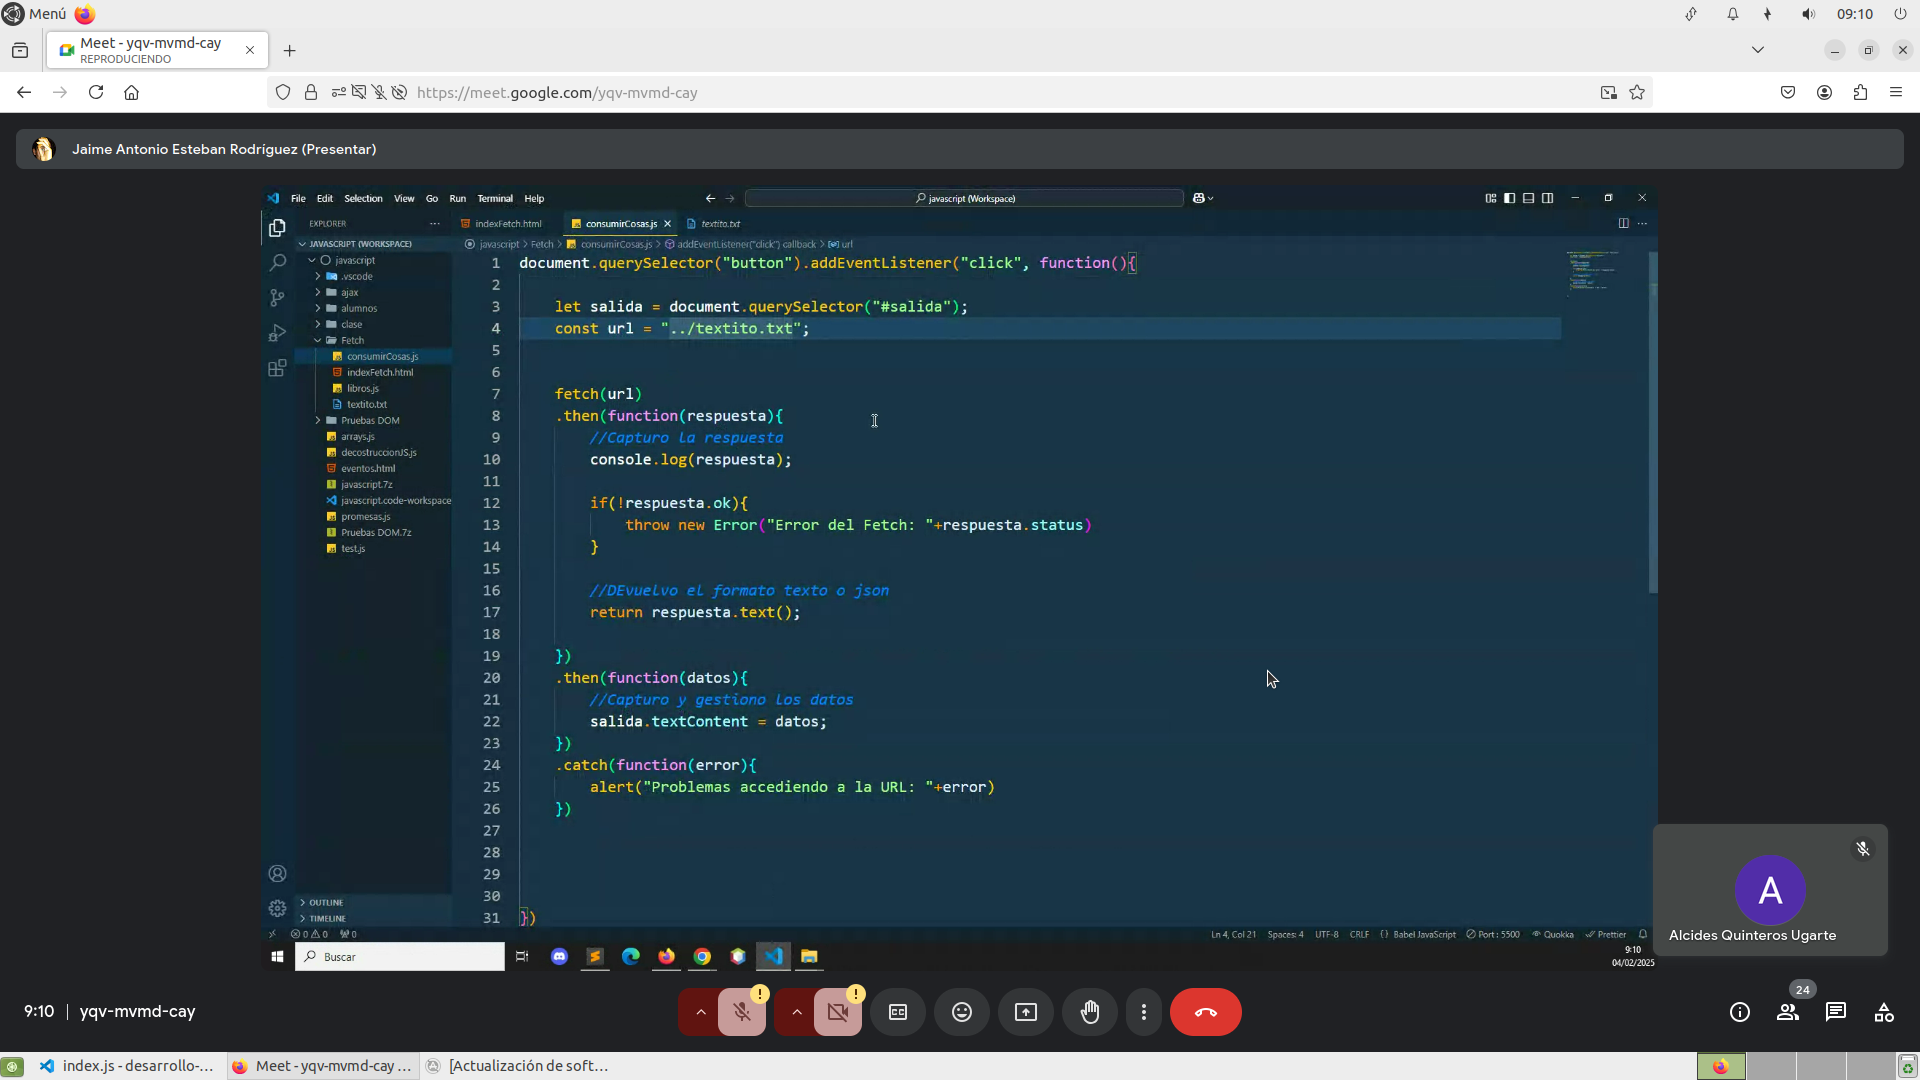 Menú
09:10
Meet - yqv-mvmd-cay
REPRODUCIENDO
https://meet.google.com/yqv-mvmd-cay
Jaime Antonio Esteban Rodríguez (Presentar)
File Edit Selection View Go Run Terminal Help
javascript (Workspace)
EXPLORER
indexFetch.html
consumirCosas.js
textito.txt
JAVASCRIPT (WORKSPACE)
javascript > Fetch > consumirCosas.js > addEventListener("click") callback > url
javascript
.vscode
ajax
alumnos
clase
Fetch
consumirCosas.js
indexFetch.html
libros.js
textito.txt
Pruebas DOM
arrays.js
decostruccionJS.js
eventos.html
javascript.7z
javascript.code-workspace
promesas.js
Pruebas DOM.7z
test.js
OUTLINE
TIMELINE
1 document.querySelector("button").addEventListener("click", function(){
2
3 let salida = document.querySelector("#salida");
4 const url = "../textito.txt";
5
6
7 fetch(url)
8 .then(function(respuesta){
9 //Capturo la respuesta
10 console.log(respuesta);
11
12 if(!respuesta.ok){
13 throw new Error("Error del Fetch: "+respuesta.status)
14 }
15
16 //DEvuelvo el formato texto o json
17 return respuesta.text();
18
19 })
20 .then(function(datos){
21 //Capturo y gestiono los datos
22 salida.textContent = datos;
23 })
24 .catch(function(error){
25 alert("Problemas accediendo a la URL: "+error)
26 })
27
28
29
30
31 })
0 0 0
Ln 4, Col 21 Spaces: 4 UTF-8 CRLF {} Babel JavaScript Port : 5500 Quokka Prettier
Buscar
9:10
04/02/2025
A
Alcides Quinteros Ugarte
9:10 | yqv-mvmd-cay
24
index.js - desarrollo-...
Meet - yqv-mvmd-cay ...
[Actualización de soft...